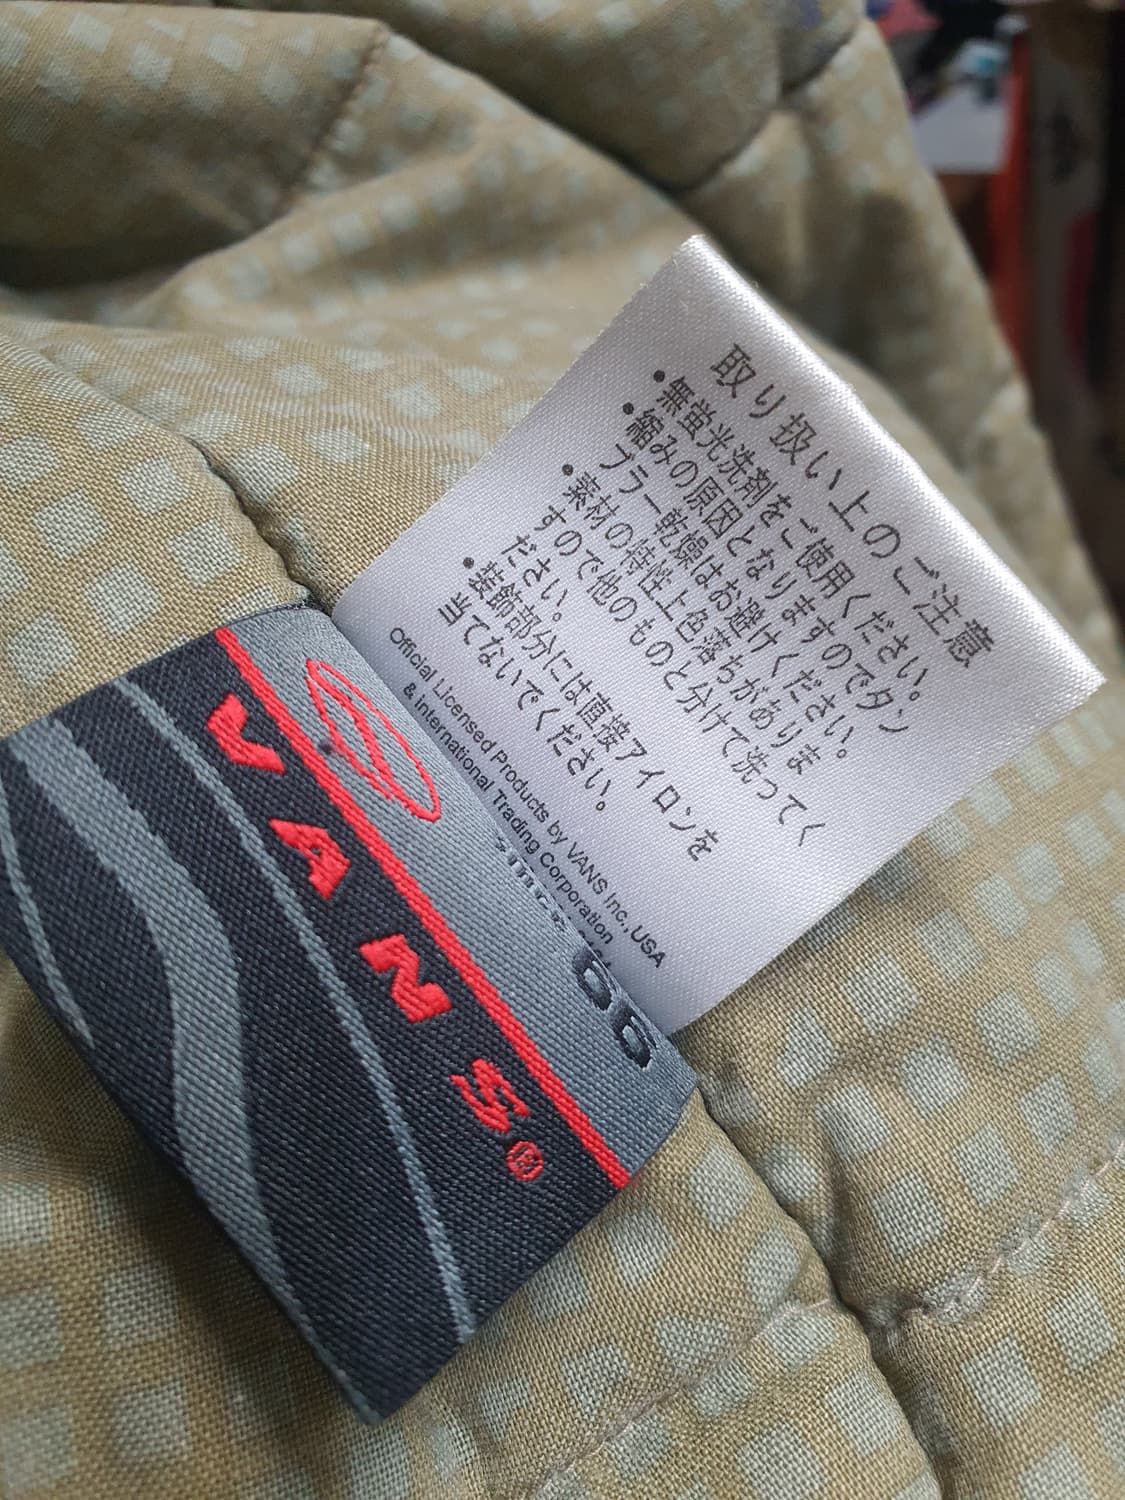 取り扱い上のご注意
・無蛍光洗剤をご使用ください。
・縮みの原因となりますのでタン
ブラー乾燥はお避けください。
・素材の特性上色落ちがありま
すので他のものと分けて洗ってく
ださい。
・装飾部分には直接アイロンを
当てないでください。
Official Licensed Products by VANS Inc., USA
& International Trading Corporation
VANS®
since 66